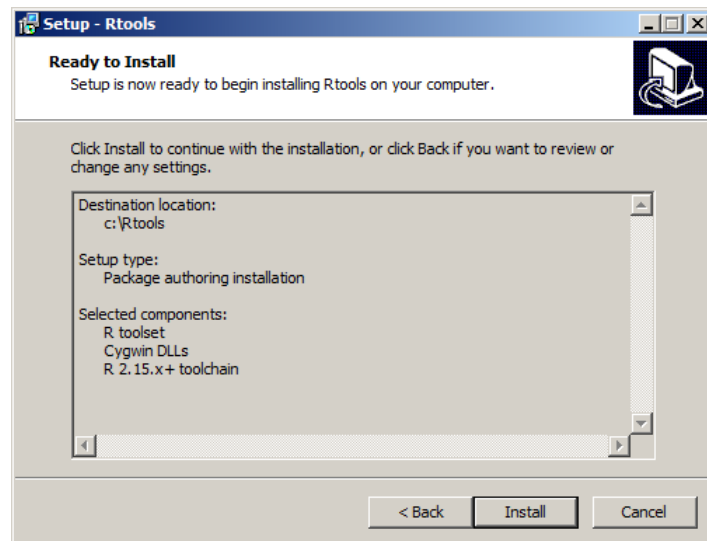 Setup - Rtools
Ready to Install
Setup is now ready to begin installing Rtools on your computer.
Click Install to continue with the installation, or click Back if you want to review or
change any settings.
Destination location:
c:\Rtools
Setup type:
Package authoring installation
Selected components:
R toolset
Cygwin DLLs
R 2.15.x+ toolchain
< Back
Install
Cancel